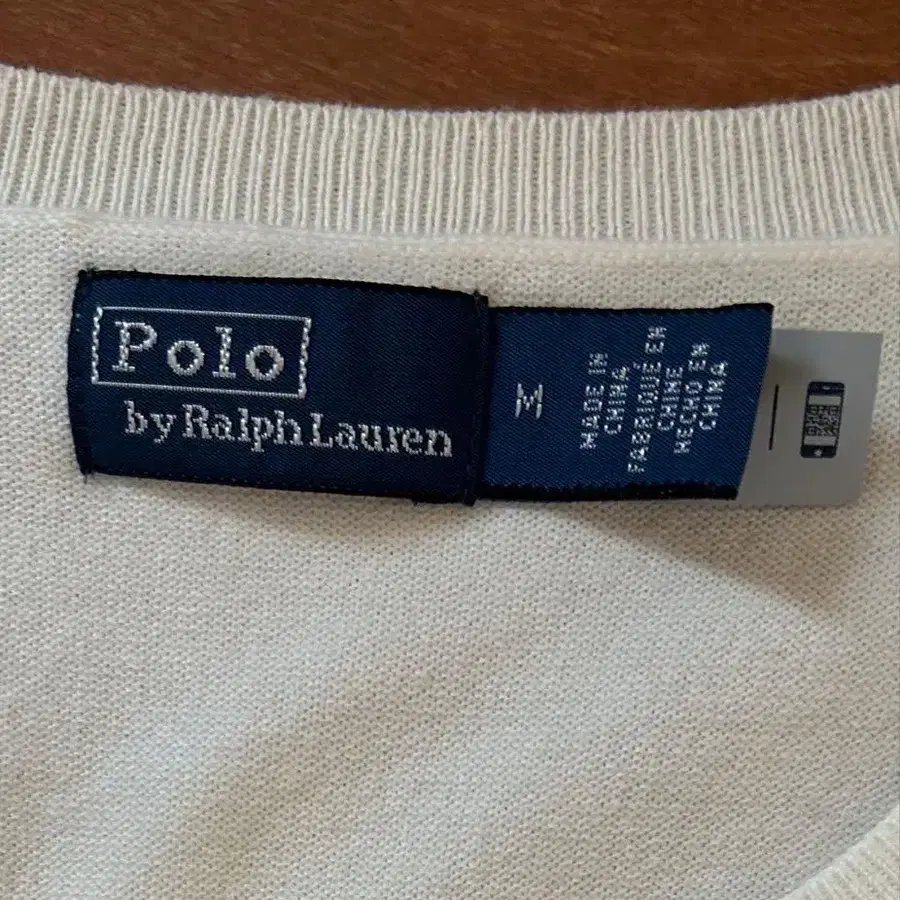 Polo
by Ralph Lauren
M
MADE IN
CHINA
FABRIQUÉ EN
CHINE
HECHO EN
CHINA